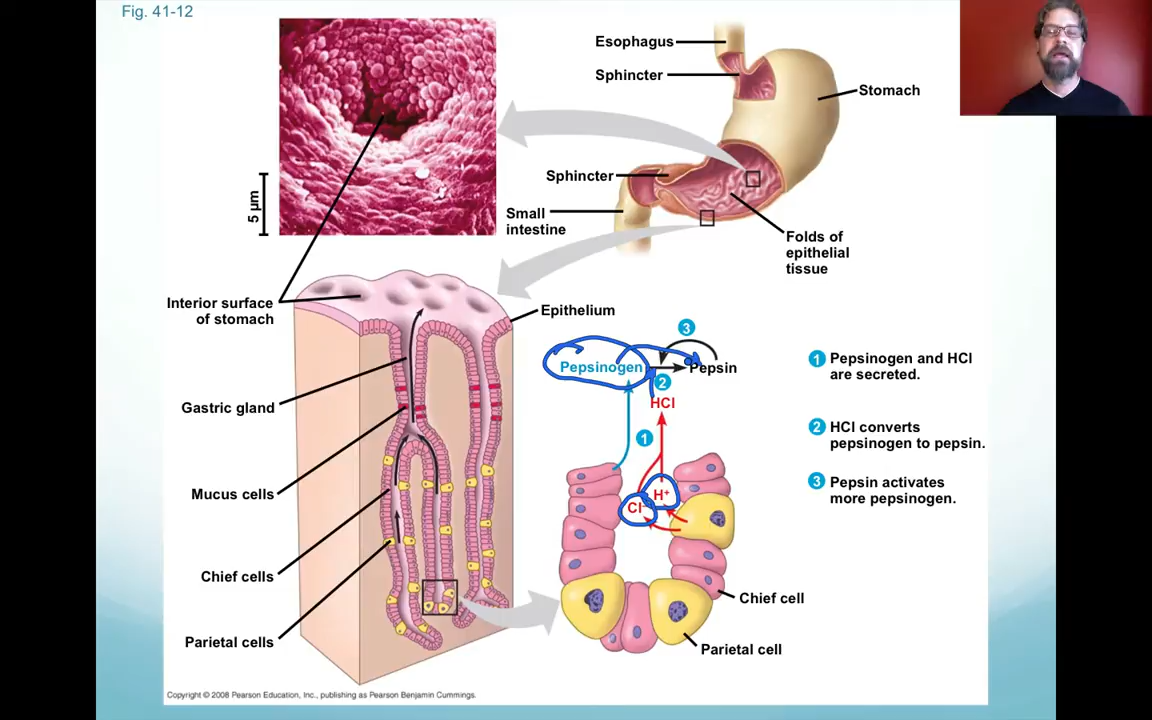 Fig. 41-12
Esophagus
Sphincter
Stomach
Sphincter
Small
intestine
Folds of
epithelial
tissue
5 µm
Interior surface
of stomach
Epithelium
Gastric gland
Mucus cells
Chief cells
Parietal cells
3
Pepsinogen
Pepsin
2
HCl
1
H+
Cl-
Chief cell
Parietal cell
1 Pepsinogen and HCl
are secreted.
2 HCl converts
pepsinogen to pepsin.
3 Pepsin activates
more pepsinogen.
Copyright © 2008 Pearson Education, Inc., publishing as Pearson Benjamin Cummings.